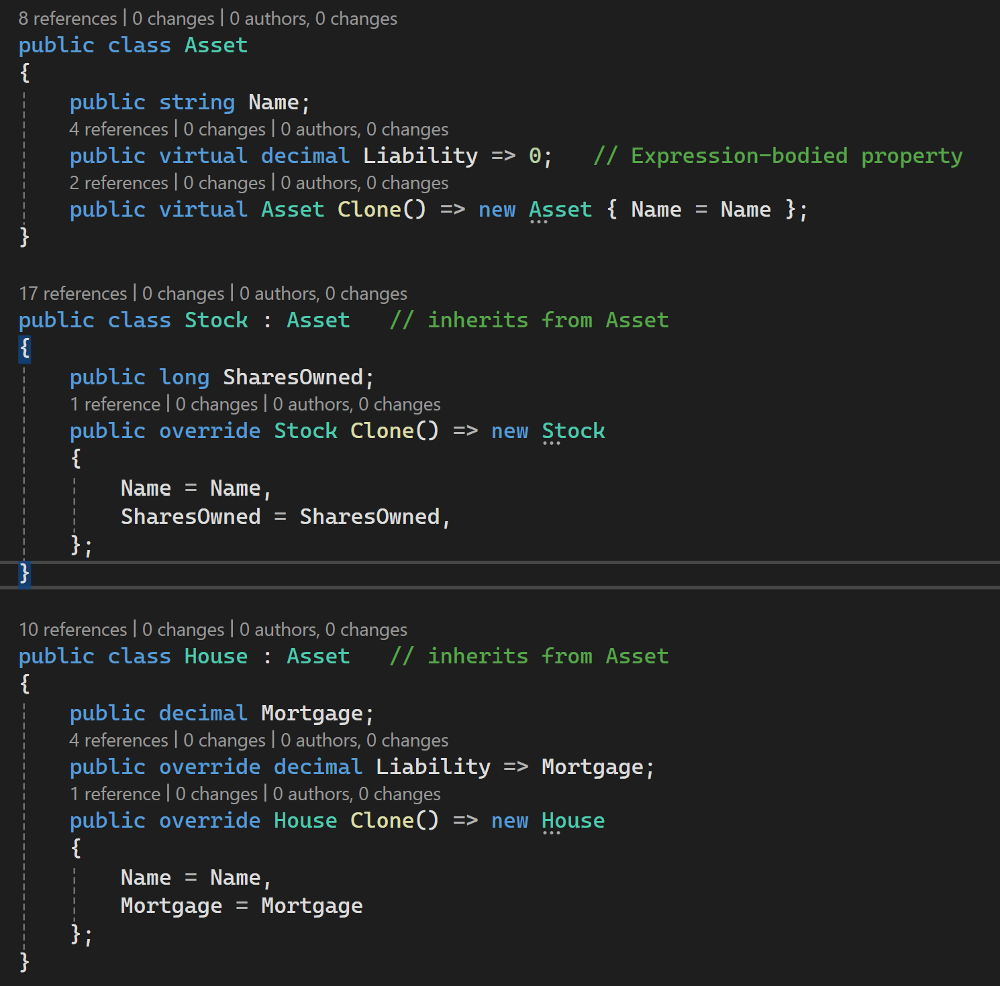 8 references | 0 changes | 0 authors, 0 changes
public class Asset
{
    public string Name;
    4 references | 0 changes | 0 authors, 0 changes
    public virtual decimal Liability => 0;   // Expression-bodied property
    2 references | 0 changes | 0 authors, 0 changes
    public virtual Asset Clone() => new Asset { Name = Name };
}
17 references | 0 changes | 0 authors, 0 changes
public class Stock : Asset   // inherits from Asset
{
    public long SharesOwned;
    1 reference | 0 changes | 0 authors, 0 changes
    public override Stock Clone() => new Stock
    {
        Name = Name,
        SharesOwned = SharesOwned,
    };
}
10 references | 0 changes | 0 authors, 0 changes
public class House : Asset   // inherits from Asset
{
    public decimal Mortgage;
    4 references | 0 changes | 0 authors, 0 changes
    public override decimal Liability => Mortgage;
    1 reference | 0 changes | 0 authors, 0 changes
    public override House Clone() => new House
    {
        Name = Name,
        Mortgage = Mortgage
    };
}